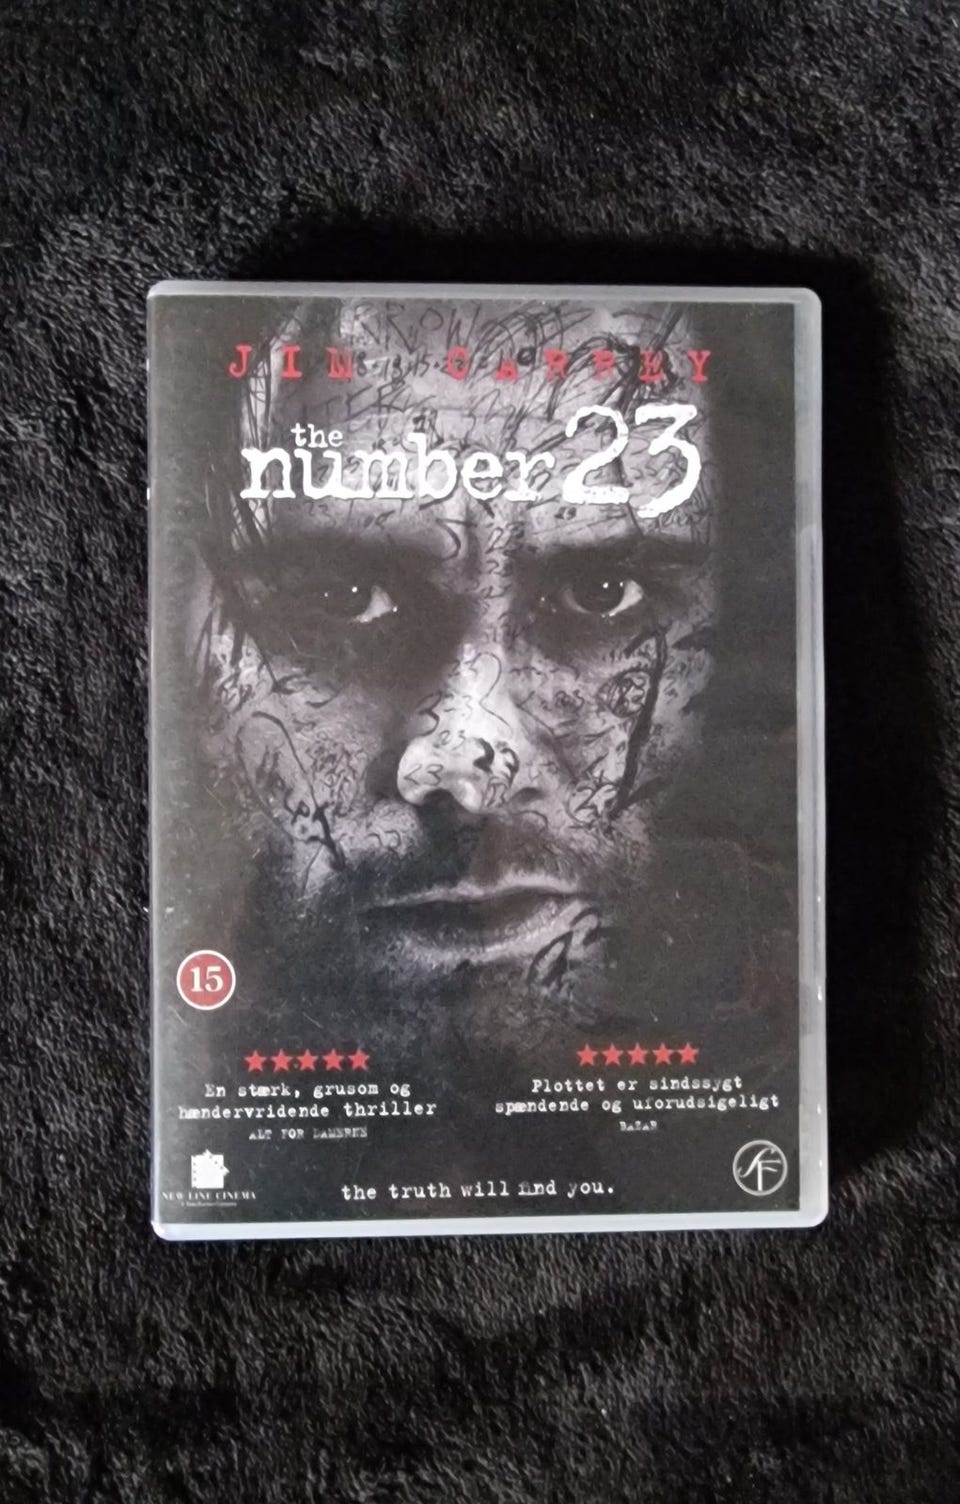 JIM CARREY
the
number 23
15
En stærk, grusom og
hændervridende thriller
ALT FOR DAMERNE
Plottet er sindssygt
spændende og uforudsigeligt
BAZAR
NEW LINE CINEMA
SF
the truth will find you.